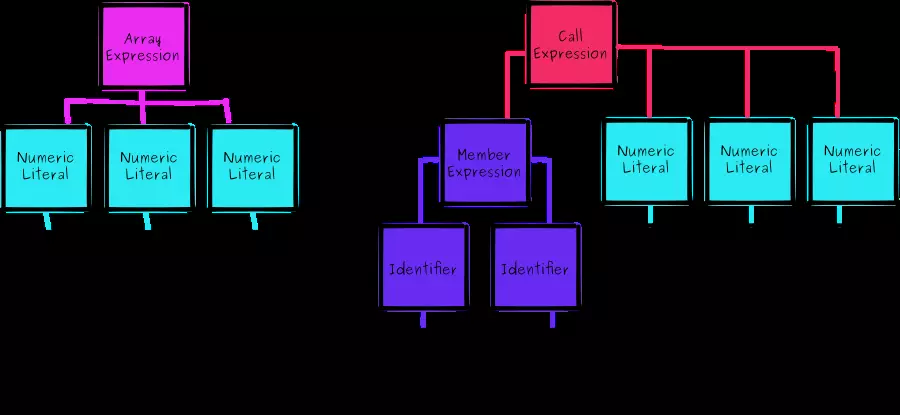 Array
Expression
Call
Expression
Numeric
Literal
Numeric
Literal
Numeric
Literal
Member
Expression
Numeric
Literal
Numeric
Literal
Numeric
Literal
Identifier
Identifier